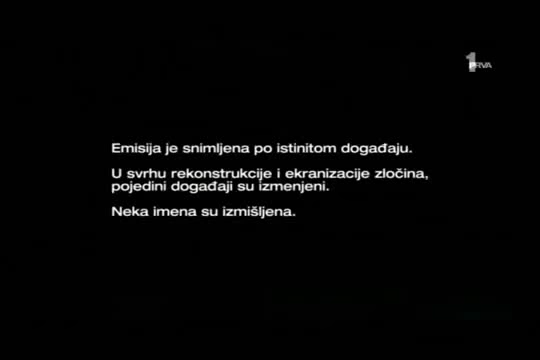 1
PRVA
Emisija je snimljena po istinitom događaju.
U svrhu rekonstrukcije i ekranizacije zločina,
pojedini događaji su izmenjeni.
Neka imena su izmišljena.